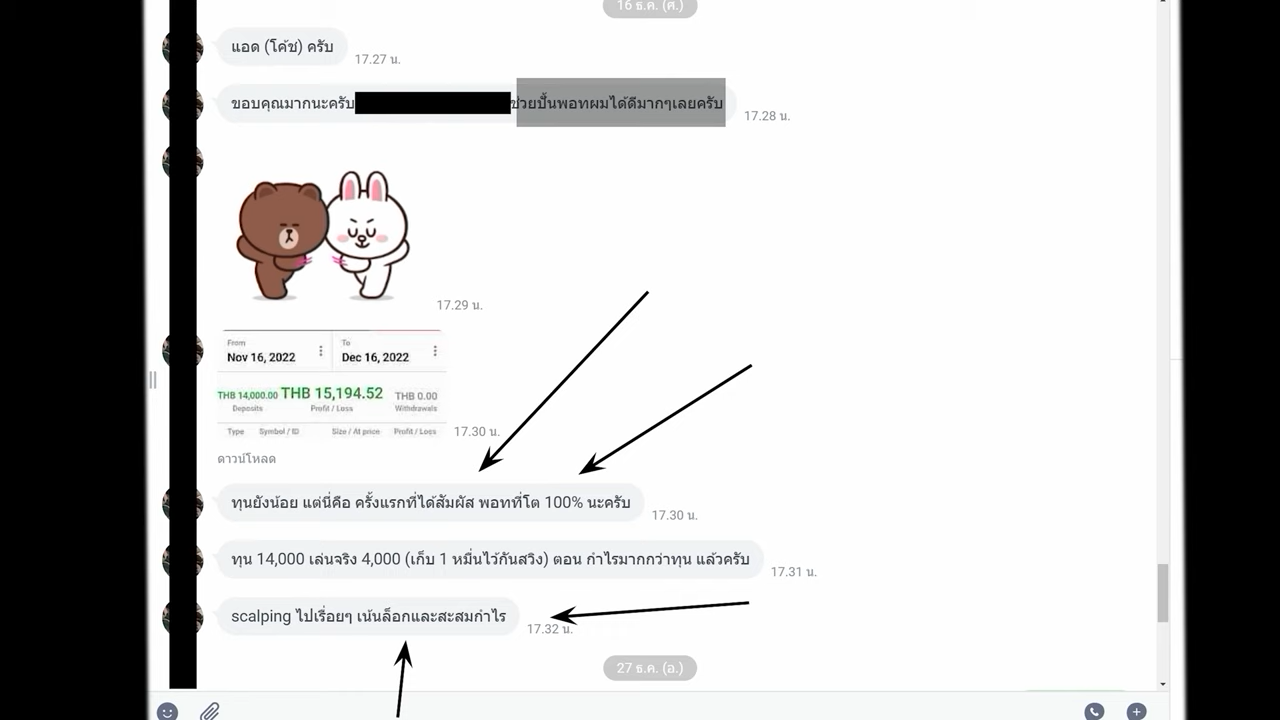 16 ธ.ค. (ศ.)
แอด (โค้ช) ครับ
17.27 น.
ขอบคุณมากนะครับ ช่วยปั้นพอทผมได้ดีมากๆเลยครับ
17.28 น.
17.29 น.
From To
Nov 16, 2022 Dec 16, 2022
THB 14,000.00 THB 15,194.52 THB 0.00
Deposits Profit / Loss Withdrawals
Type Symbol / ID Size / At price Profit / Loss
17.30 น.
ดาวน์โหลด
ทุนยังน้อย แต่นี่คือ ครั้งแรกที่ได้สัมผัส พอทที่โต 100% นะครับ
17.30 น.
ทุน 14,000 เล่นจริง 4,000 (เก็บ 1 หมื่นไว้กันสวิง) ตอน กำไรมากกว่าทุน แล้วครับ
17.31 น.
scalping ไปเรื่อยๆ เน้นล็อกและสะสมกำไร
17.32 น.
27 ธ.ค. (อ.)